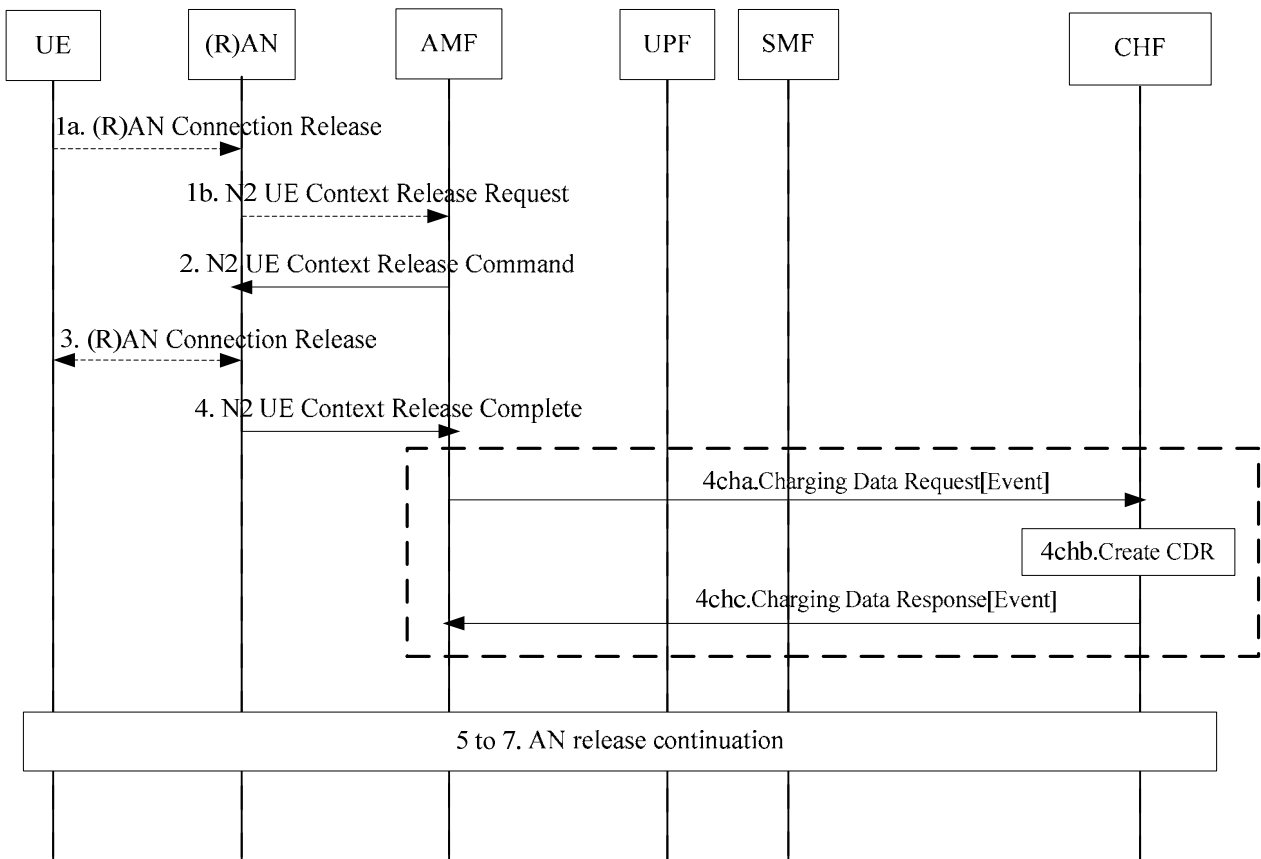 UE
(R)AN
AMF
UPF
SMF
CHF
1a. (R)AN Connection Release
1b. N2 UE Context Release Request
2. N2 UE Context Release Command
3. (R)AN Connection Release
4. N2 UE Context Release Complete
4cha.Charging Data Request[Event]
4chb.Create CDR
4chc.Charging Data Response[Event]
5 to 7. AN release continuation